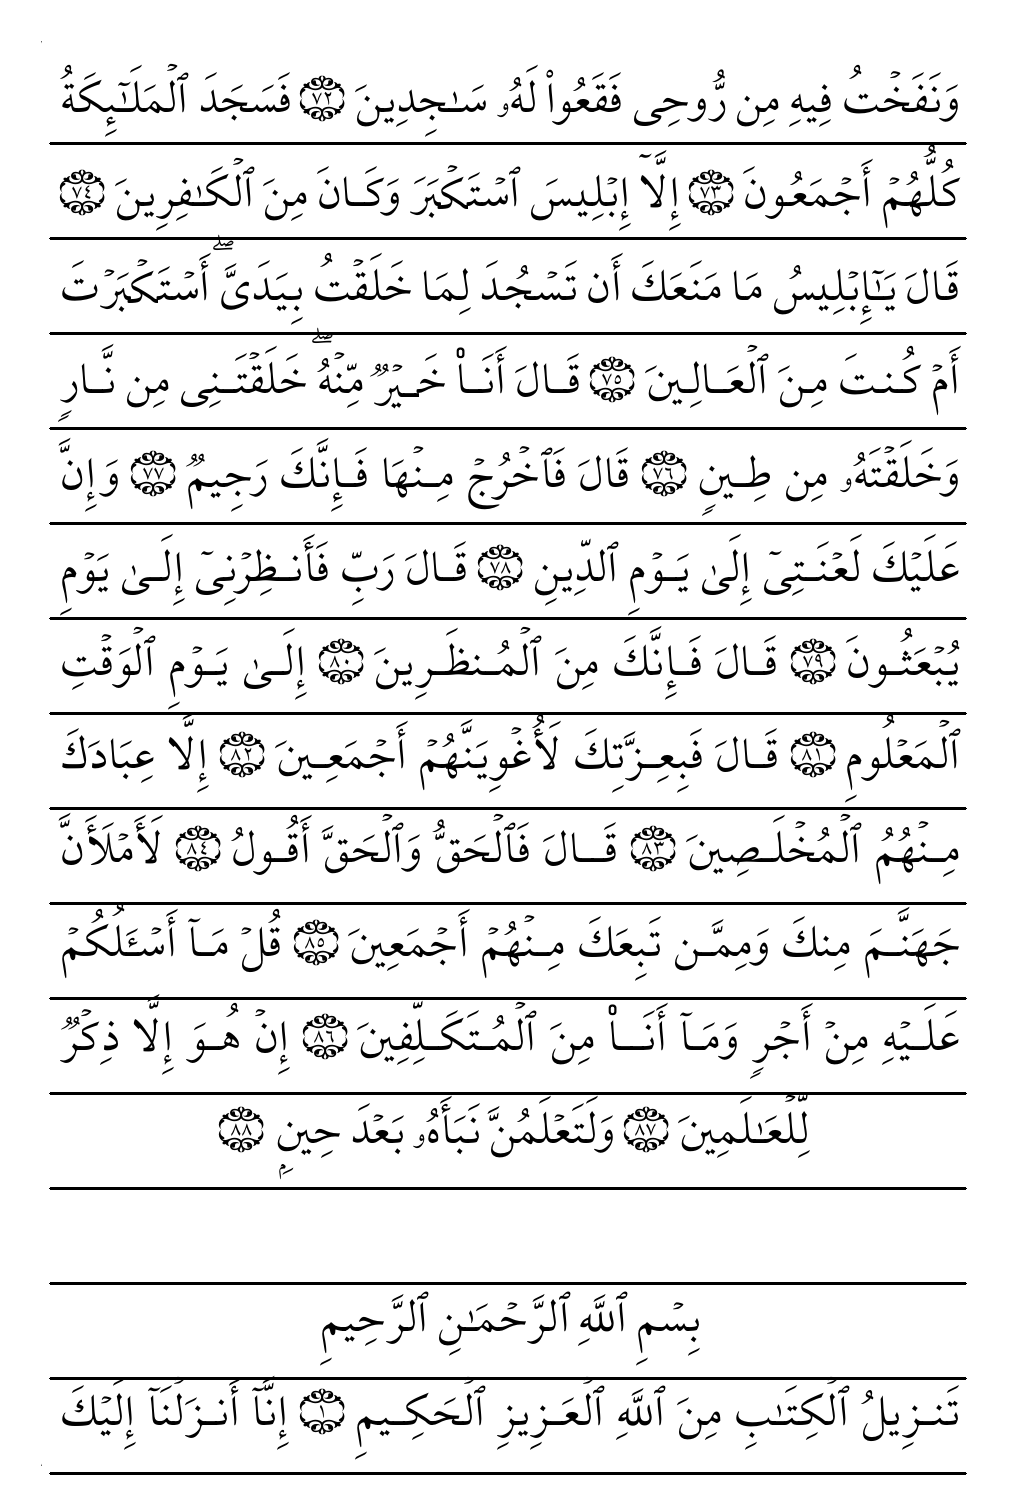 وَنَفَخۡتُ فِيهِ مِن رُّوحِى فَقَعُواْ لَهُۥ سَـٰجِدِينَ ۝٧٢ فَسَجَدَ ٱلۡمَلَـٰٓئِكَةُ
كُلُّهُمۡ أَجۡمَعُونَ ۝٧٣ إِلَّآ إِبۡلِيسَ ٱسۡتَكۡبَرَ وَكَانَ مِنَ ٱلۡكَـٰفِرِينَ ۝٧٤
قَالَ يَـٰٓإِبۡلِيسُ مَا مَنَعَكَ أَن تَسۡجُدَ لِمَا خَلَقۡتُ بِيَدَىَّۖ أَسۡتَكۡبَرۡتَ
أَمۡ كُنتَ مِنَ ٱلۡعَالِينَ ۝٧٥ قَالَ أَنَا۠ خَيۡرٌ مِّنۡهُۖ خَلَقۡتَنِى مِن نَّارٍ
وَخَلَقۡتَهُۥ مِن طِينٍ ۝٧٦ قَالَ فَٱخۡرُجۡ مِنۡهَا فَإِنَّكَ رَجِيمٌ ۝٧٧ وَإِنَّ
عَلَيۡكَ لَعۡنَتِىٓ إِلَىٰ يَوۡمِ ٱلدِّينِ ۝٧٨ قَالَ رَبِّ فَأَنظِرۡنِىٓ إِلَىٰ يَوۡمِ
يُبۡعَثُونَ ۝٧٩ قَالَ فَإِنَّكَ مِنَ ٱلۡمُنظَرِينَ ۝٨٠ إِلَىٰ يَوۡمِ ٱلۡوَقۡتِ
ٱلۡمَعۡلُومِ ۝٨١ قَالَ فَبِعِزَّتِكَ لَأُغۡوِيَنَّهُمۡ أَجۡمَعِينَ ۝٨٢ إِلَّا عِبَادَكَ
مِنۡهُمُ ٱلۡمُخۡلَصِينَ ۝٨٣ قَالَ فَٱلۡحَقُّ وَٱلۡحَقَّ أَقُولُ ۝٨٤ لَأَمۡلَأَنَّ
جَهَنَّمَ مِنكَ وَمِمَّن تَبِعَكَ مِنۡهُمۡ أَجۡمَعِينَ ۝٨٥ قُلۡ مَآ أَسۡـَٔلُكُمۡ
عَلَيۡهِ مِنۡ أَجۡرٍ وَمَآ أَنَا۠ مِنَ ٱلۡمُتَكَلِّفِينَ ۝٨٦ إِنۡ هُوَ إِلَّا ذِكۡرٌ
لِّلۡعَـٰلَمِينَ ۝٨٧ وَلَتَعۡلَمُنَّ نَبَأَهُۥ بَعۡدَ حِينِۭ ۝٨٨
بِسۡمِ ٱللَّهِ ٱلرَّحۡمَـٰنِ ٱلرَّحِيمِ
تَنزِيلُ ٱلۡكِتَـٰبِ مِنَ ٱللَّهِ ٱلۡعَزِيزِ ٱلۡحَكِيمِ ۝١ إِنَّآ أَنزَلۡنَآ إِلَيۡكَ